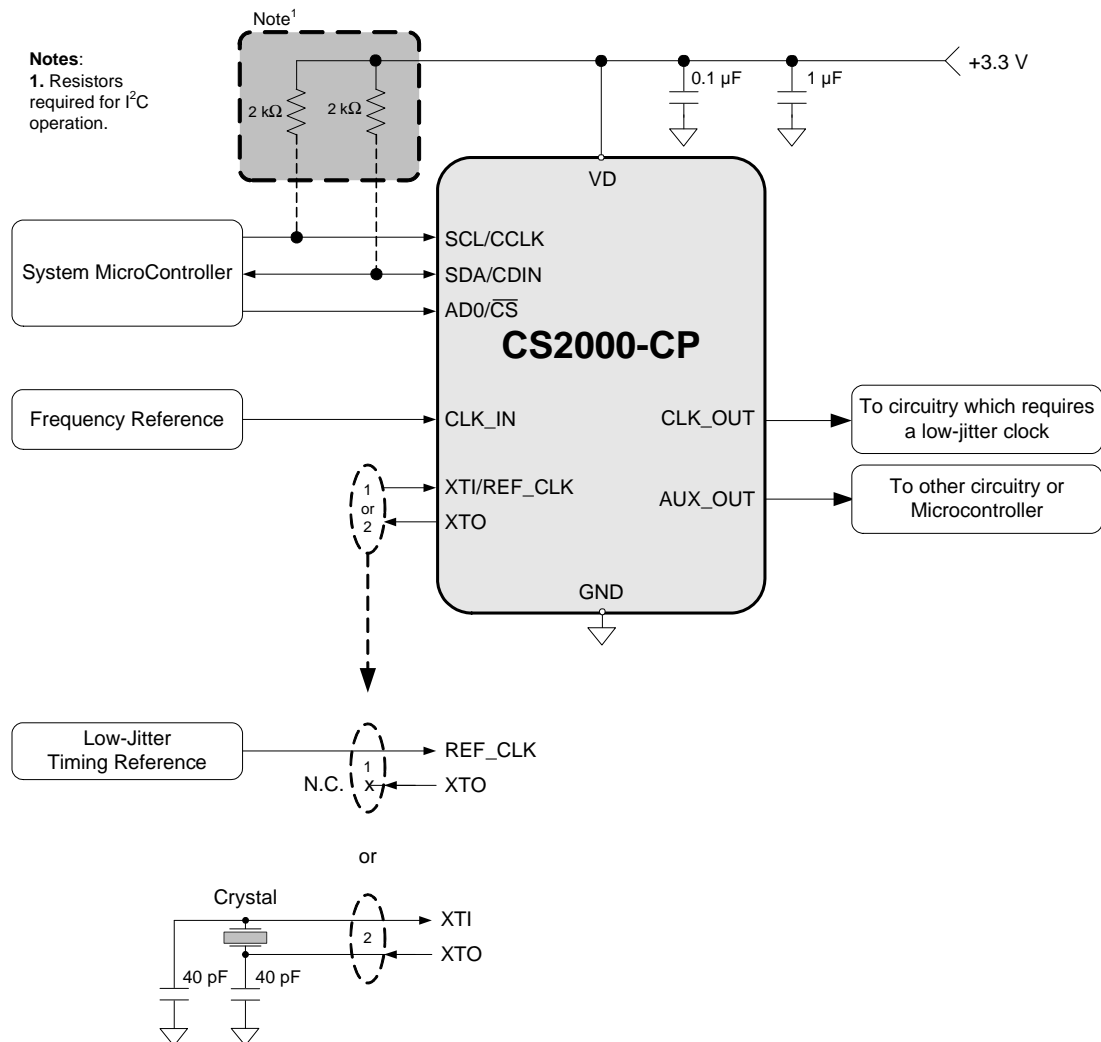 Note¹
Notes:
1. Resistors
required for I²C
operation.
2 kΩ
2 kΩ
0.1 µF
1 µF
+3.3 V
VD
System MicroController
SCL/CCLK
SDA/CDIN
AD0/C̅S̅
CS2000-CP
Frequency Reference
CLK_IN
CLK_OUT
To circuitry which requires
a low-jitter clock
1
or
2
XTI/REF_CLK
XTO
AUX_OUT
To other circuitry or
Microcontroller
GND
Low-Jitter
Timing Reference
1
REF_CLK
N.C.
x
XTO
or
Crystal
2
XTI
XTO
40 pF
40 pF